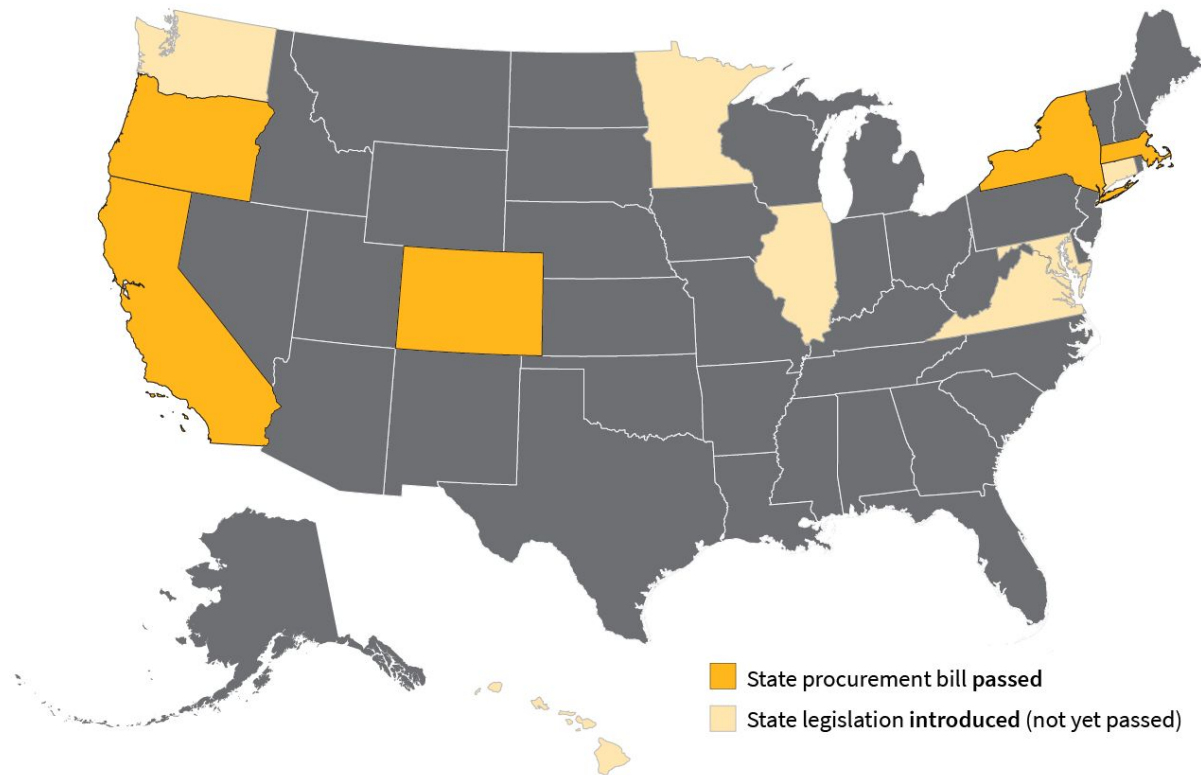 State procurement bill passed
State legislation introduced (not yet passed)